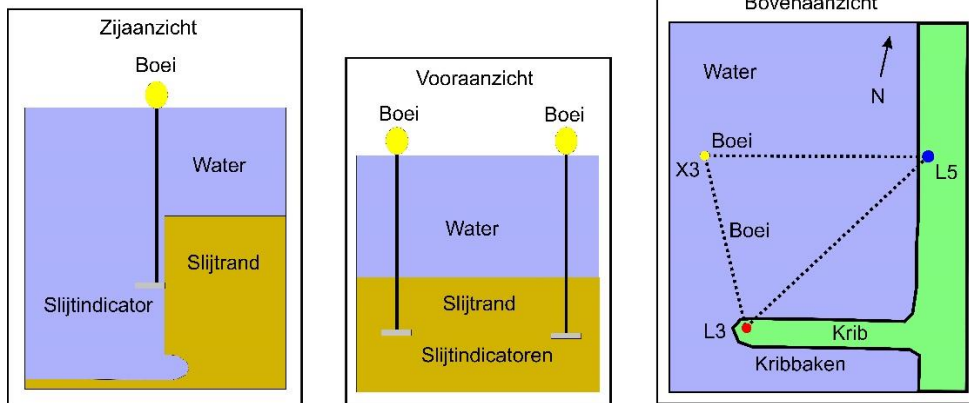 Zijaanzicht
Boei
Water
Slijtrand
Slijtindicator
Vooraanzicht
Boei
Boei
Water
Slijtrand
Slijtindicatoren
Bovenaanzicht
Water
N
Boei
X3
L5
Boei
L3
Krib
Kribbaken